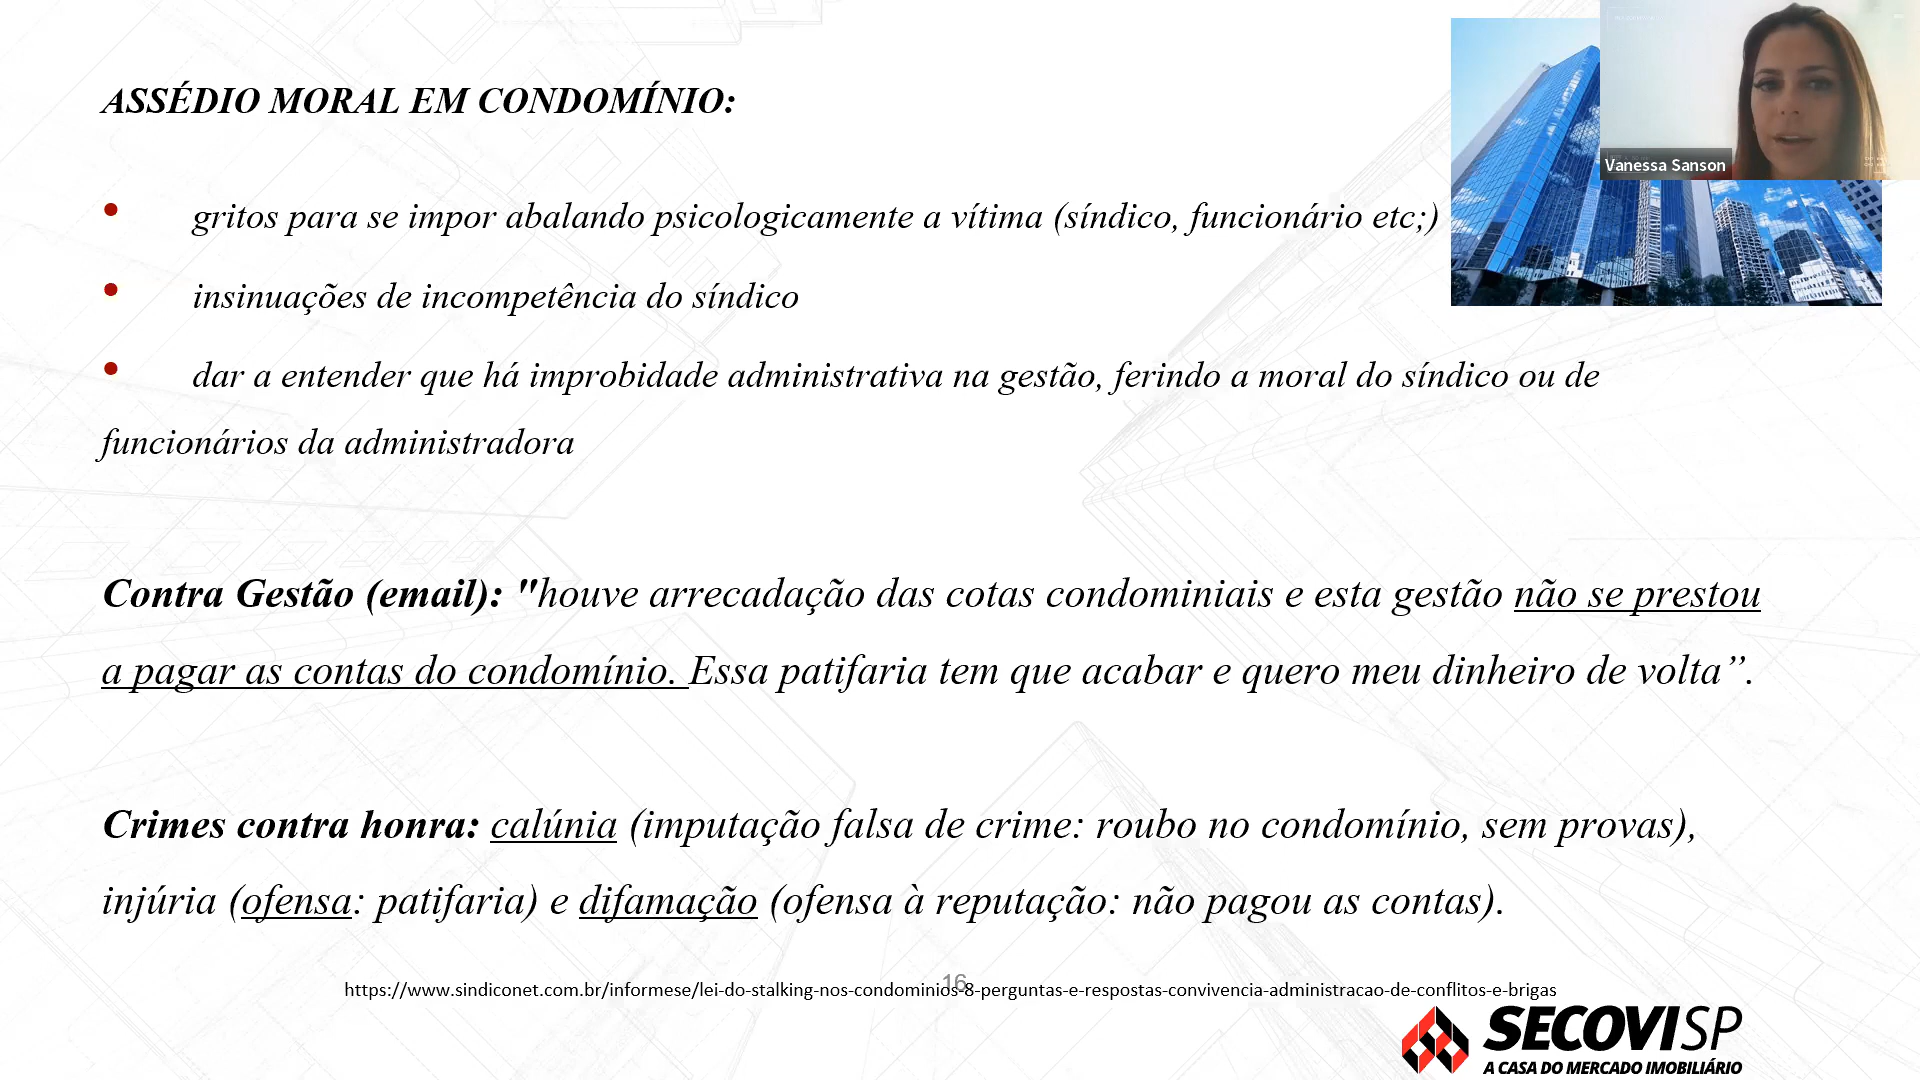 ASSÉDIO MORAL EM CONDOMÍNIO:
Vanessa Sanson
• gritos para se impor abalando psicologicamente a vítima (síndico, funcionário etc;)
• insinuações de incompetência do síndico
• dar a entender que há improbidade administrativa na gestão, ferindo a moral do síndico ou de
funcionários da administradora
Contra Gestão (email): "houve arrecadação das cotas condominiais e esta gestão não se prestou
a pagar as contas do condomínio. Essa patifaria tem que acabar e quero meu dinheiro de volta”.
Crimes contra honra: calúnia (imputação falsa de crime: roubo no condomínio, sem provas),
injúria (ofensa: patifaria) e difamação (ofensa à reputação: não pagou as contas).
16
https://www.sindiconet.com.br/informese/lei-do-stalking-nos-condominios-8-perguntas-e-respostas-convivencia-administracao-de-conflitos-e-brigas
SECOVI SP
A CASA DO MERCADO IMOBILIÁRIO